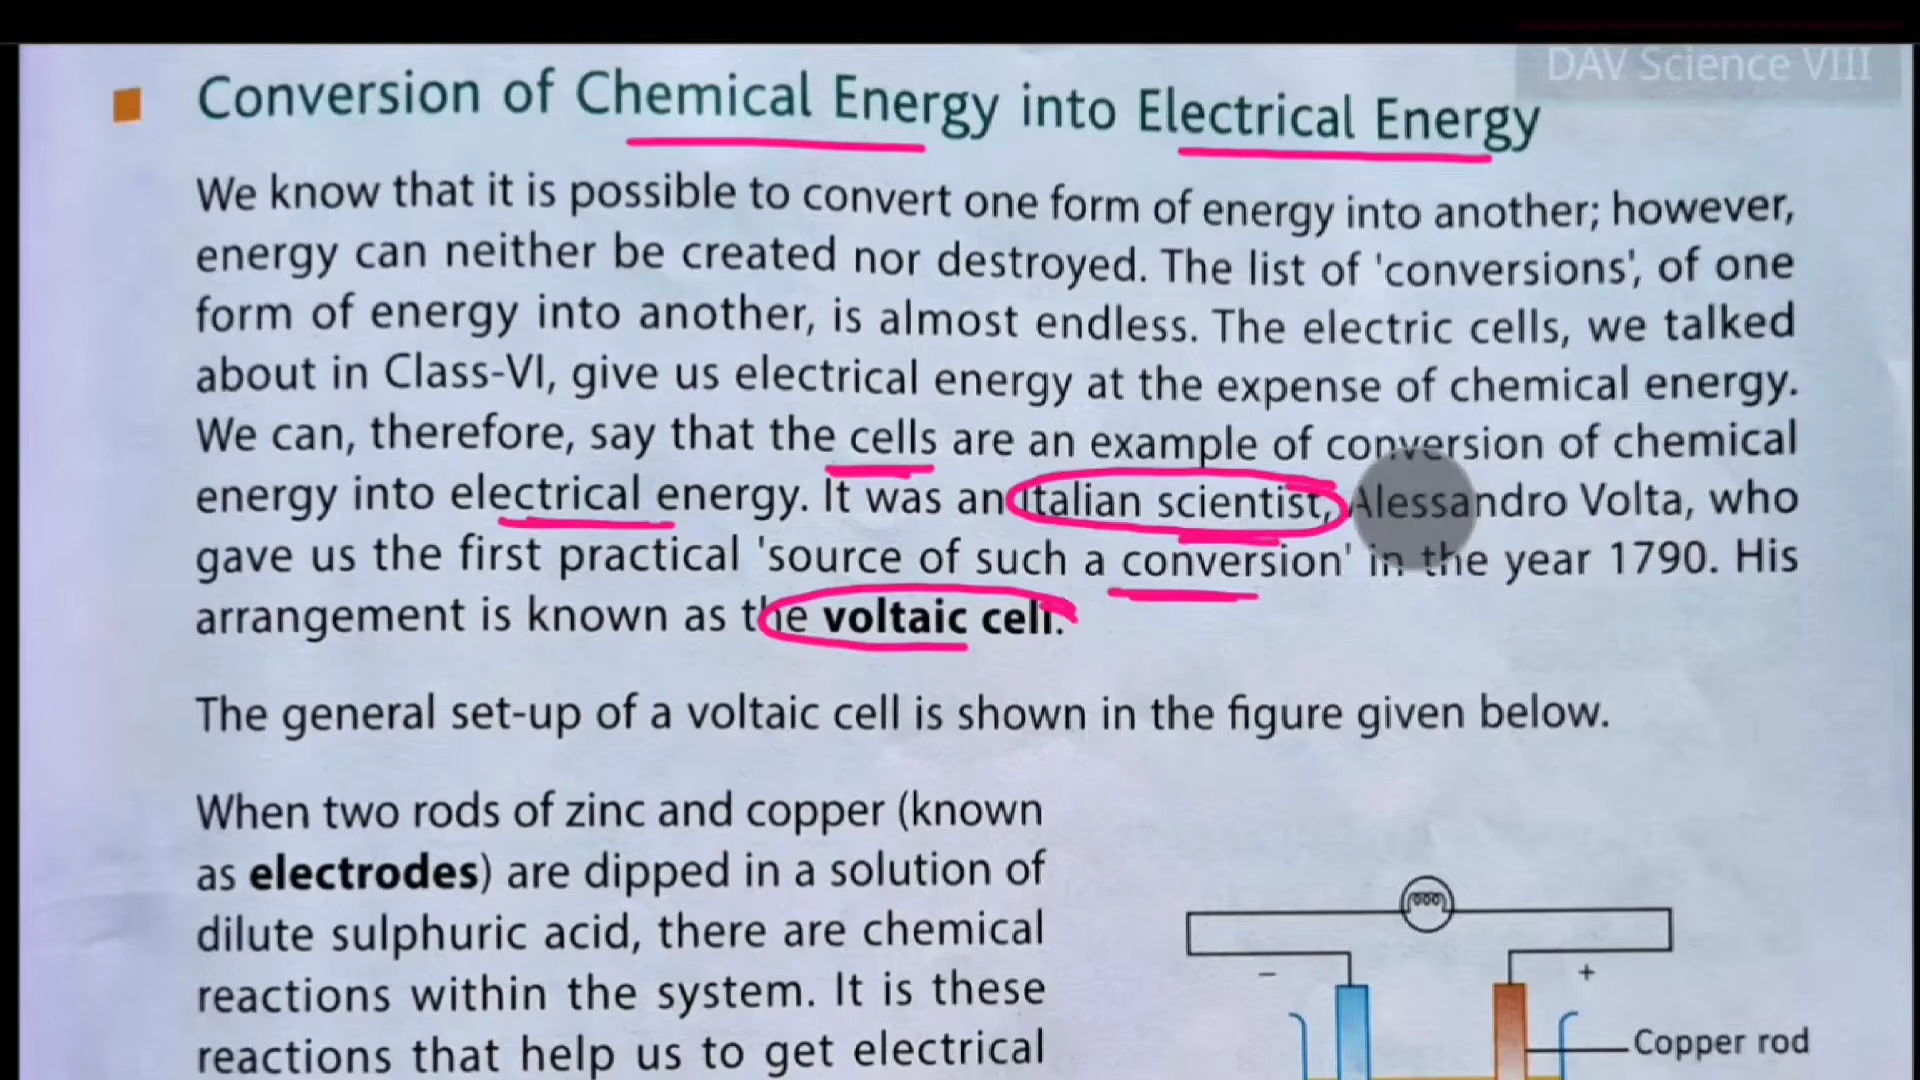 DAV Science VIII
Conversion of Chemical Energy into Electrical Energy
We know that it is possible to convert one form of energy into another; however,
energy can neither be created nor destroyed. The list of 'conversions', of one
form of energy into another, is almost endless. The electric cells, we talked
about in Class-VI, give us electrical energy at the expense of chemical energy.
We can, therefore, say that the cells are an example of conversion of chemical
energy into electrical energy. It was an Italian scientist, Alessandro Volta, who
gave us the first practical 'source of such a conversion' in the year 1790. His
arrangement is known as the voltaic cell.
The general set-up of a voltaic cell is shown in the figure given below.
When two rods of zinc and copper (known
as electrodes) are dipped in a solution of
dilute sulphuric acid, there are chemical
reactions within the system. It is these
reactions that help us to get electrical
− +
Copper rod